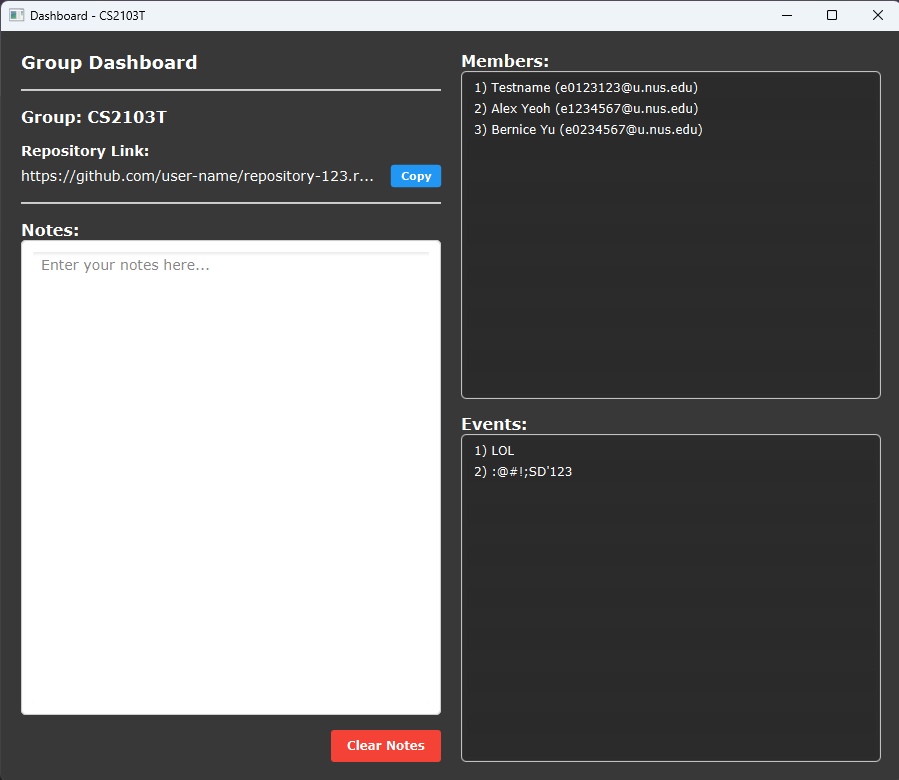 Dashboard - CS2103T
Group Dashboard
Group: CS2103T
Repository Link:
https://github.com/user-name/repository-123.r...
Copy
Notes:
Enter your notes here...
Clear Notes
Members:
1) Testname (e0123123@u.nus.edu)
2) Alex Yeoh (e1234567@u.nus.edu)
3) Bernice Yu (e0234567@u.nus.edu)
Events:
1) LOL
2) :@#!;SD'123